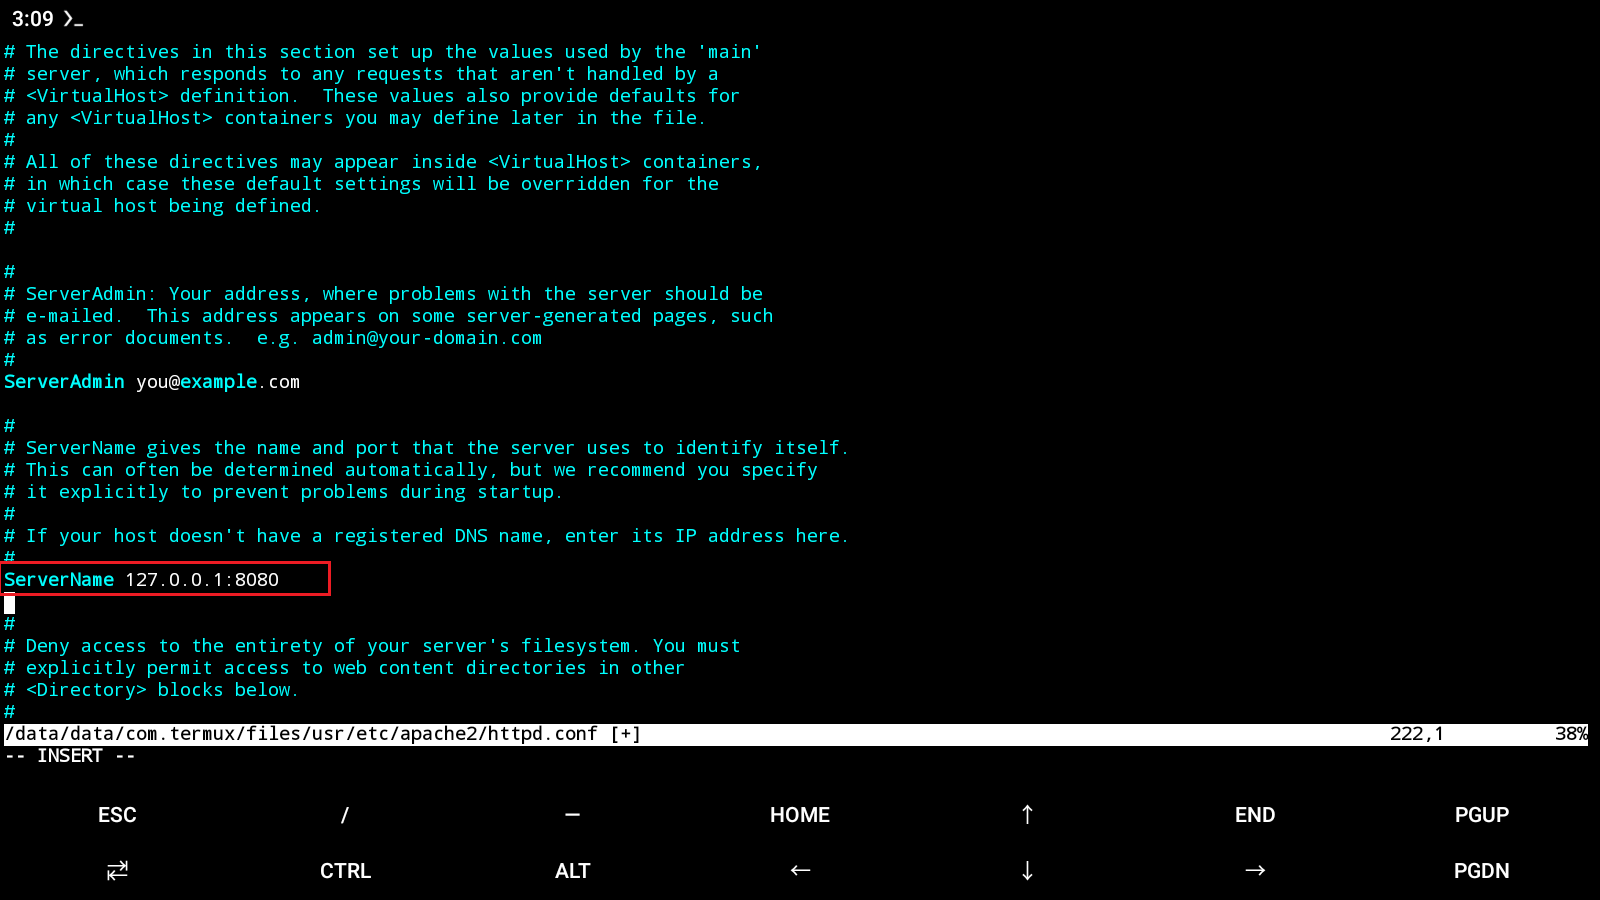 3:09 ❯_
# The directives in this section set up the values used by the 'main'
# server, which responds to any requests that aren't handled by a
# <VirtualHost> definition.  These values also provide defaults for
# any <VirtualHost> containers you may define later in the file.
#
# All of these directives may appear inside <VirtualHost> containers,
# in which case these default settings will be overridden for the
# virtual host being defined.
#
#
# ServerAdmin: Your address, where problems with the server should be
# e-mailed.  This address appears on some server-generated pages, such
# as error documents.  e.g. admin@your-domain.com
#
ServerAdmin you@example.com
#
# ServerName gives the name and port that the server uses to identify itself.
# This can often be determined automatically, but we recommend you specify
# it explicitly to prevent problems during startup.
#
# If your host doesn't have a registered DNS name, enter its IP address here.
#
ServerName 127.0.0.1:8080
#
# Deny access to the entirety of your server's filesystem. You must
# explicitly permit access to web content directories in other
# <Directory> blocks below.
#
/data/data/com.termux/files/usr/etc/apache2/httpd.conf [+] 222,1 38%
-- INSERT --
ESC / — HOME ↑ END PGUP
⇄ CTRL ALT ← ↓ → PGDN